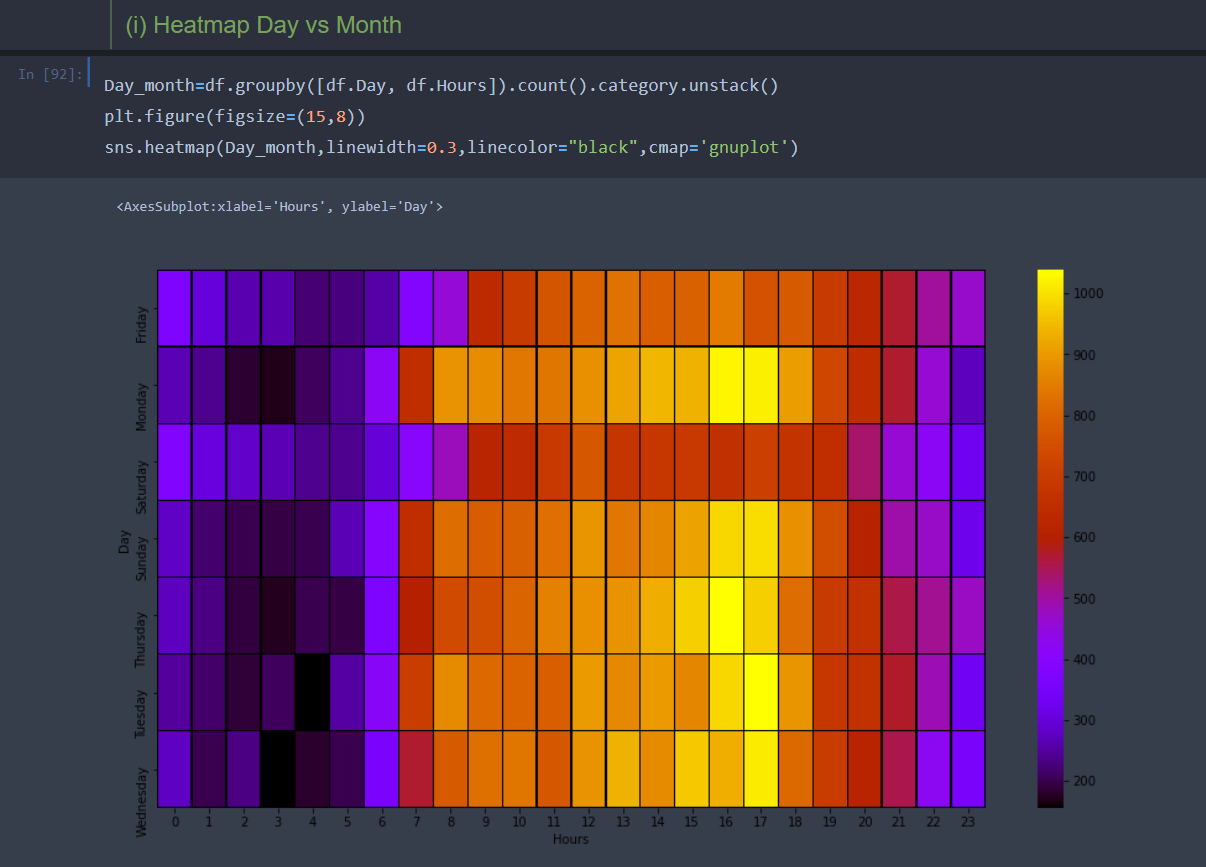 (i) Heatmap Day vs Month
In [92]:
Day_month=df.groupby([df.Day, df.Hours]).count().category.unstack()
plt.figure(figsize=(15,8))
sns.heatmap(Day_month,linewidth=0.3,linecolor="black",cmap='gnuplot')
<AxesSubplot:xlabel='Hours', ylabel='Day'>
Friday
Monday
Saturday
Sunday
Thursday
Tuesday
Wednesday
Day
0 1 2 3 4 5 6 7 8 9 10 11 12 13 14 15 16 17 18 19 20 21 22 23
Hours
1000
900
800
700
600
500
400
300
200